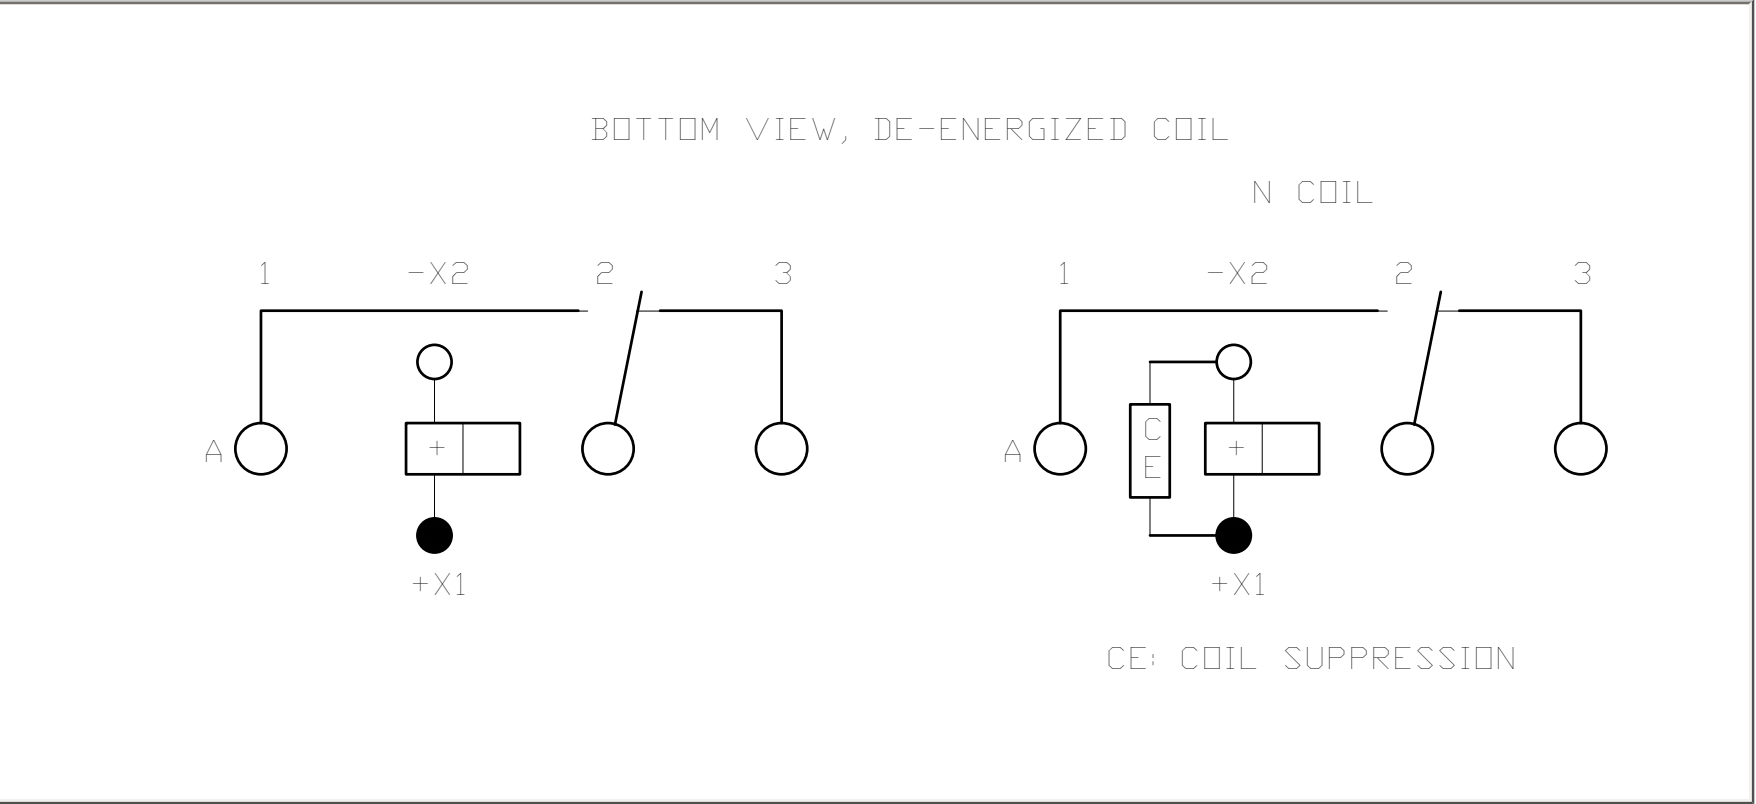 BOTTOM VIEW, DE-ENERGIZED COIL
N COIL
1 -X2 2 3
1 -X2 2 3
A +
A CE +
+X1
+X1
CE: COIL SUPPRESSION